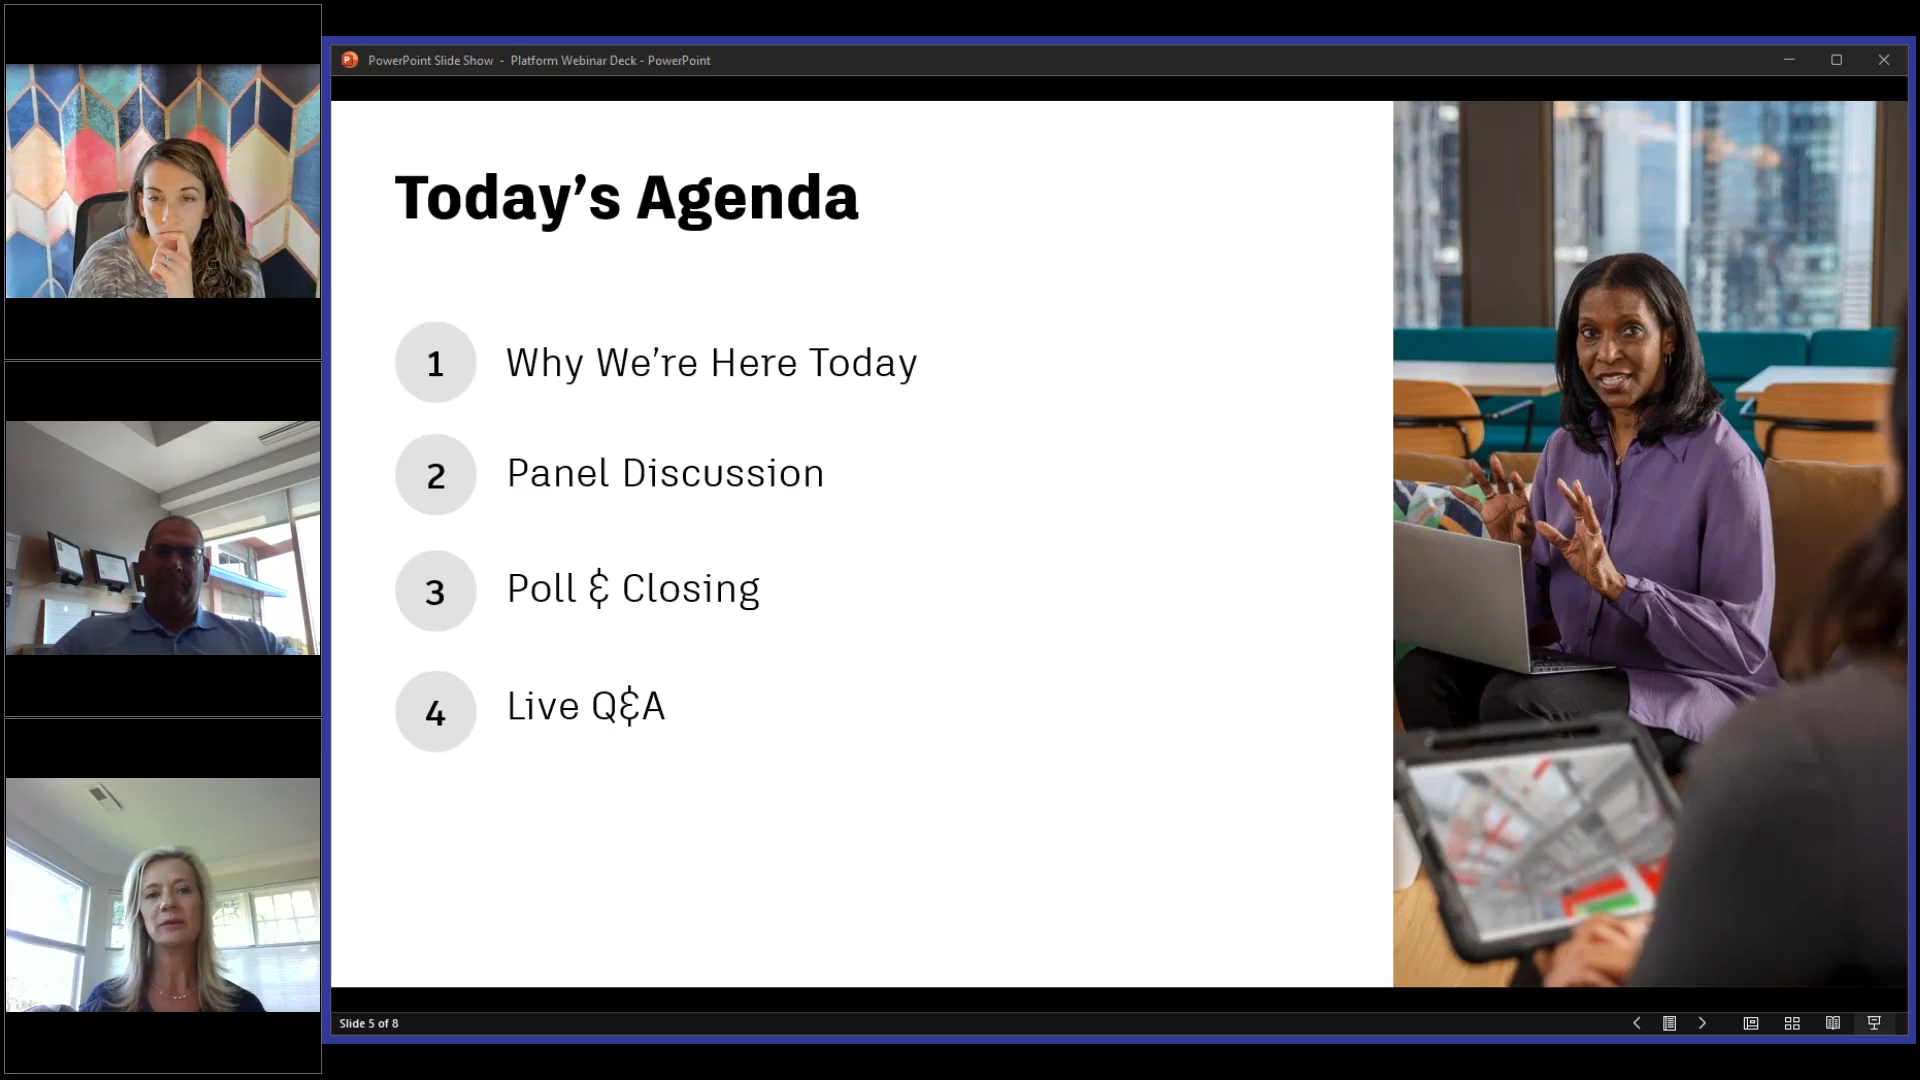 PowerPoint Slide Show - Platform Webinar Deck - PowerPoint
Today’s Agenda
1 Why We’re Here Today
2 Panel Discussion
3 Poll & Closing
4 Live Q&A
Slide 5 of 8